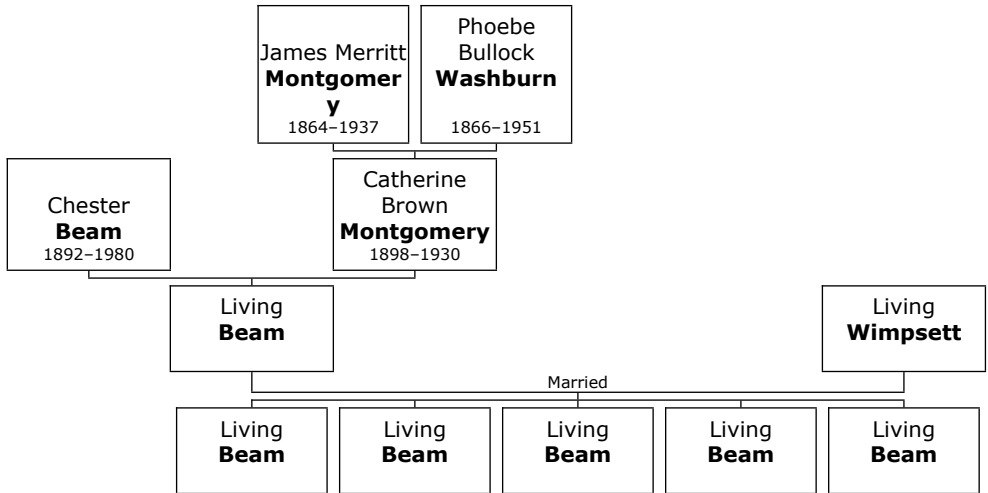 James Merritt
Montgomer
y
1864–1937
Phoebe
Bullock
Washburn
1866–1951
Chester
Beam
1892–1980
Catherine
Brown
Montgomery
1898–1930
Living
Beam
Living
Wimpsett
Married
Living
Beam
Living
Beam
Living
Beam
Living
Beam
Living
Beam